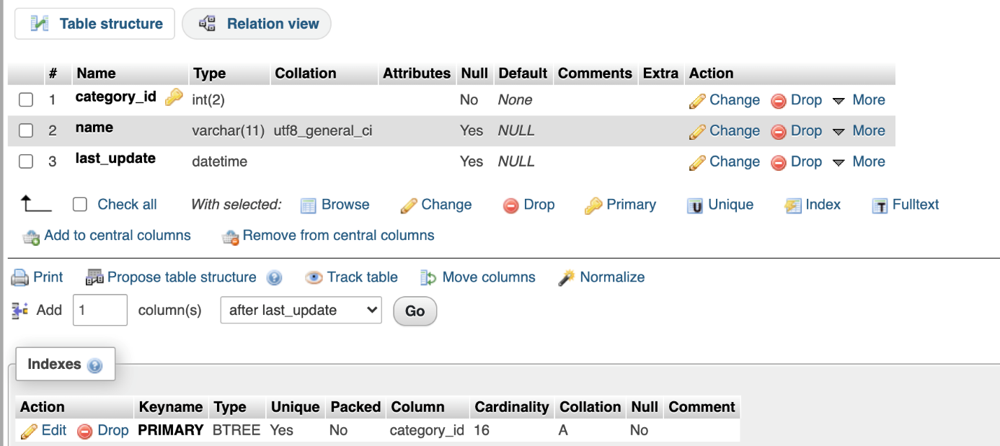 Table structure Relation view
# Name Type Collation Attributes Null Default Comments Extra Action
1 category_id int(2) No None Change Drop More
2 name varchar(11) utf8_general_ci Yes NULL Change Drop More
3 last_update datetime Yes NULL Change Drop More
Check all With selected: Browse Change Drop Primary U Unique Index T Fulltext
Add to central columns Remove from central columns
Print Propose table structure ? Track table Move columns Normalize
Add 1 column(s) after last_update Go
Indexes ?
Action Keyname Type Unique Packed Column Cardinality Collation Null Comment
Edit Drop PRIMARY BTREE Yes No category_id 16 A No